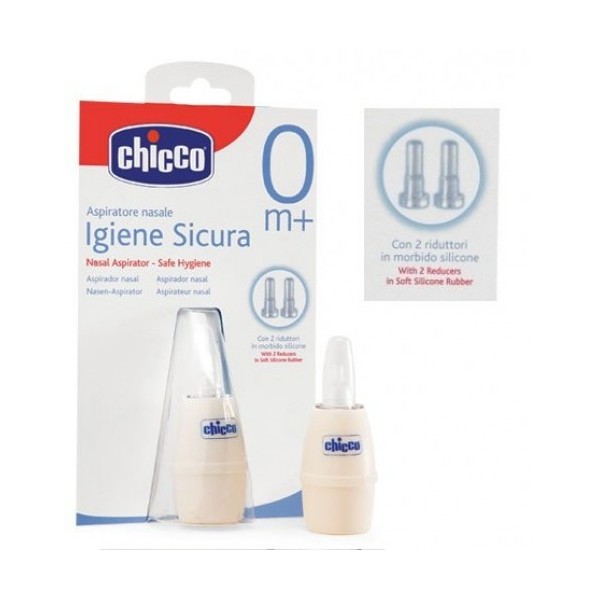 chicco
0
m+
Aspiratore nasale
Igiene Sicura
Nasal Aspirator - Safe Hygiene
Aspirador nasal
Aspirador nasal
Nasen-Aspirator
Aspirateur nasal
Con 2 riduttori
in morbido silicone
With 2 Reducers
in Soft Silicone Rubber
chicco
chicco
Con 2 riduttori
in morbido silicone
With 2 Reducers
in Soft Silicone Rubber